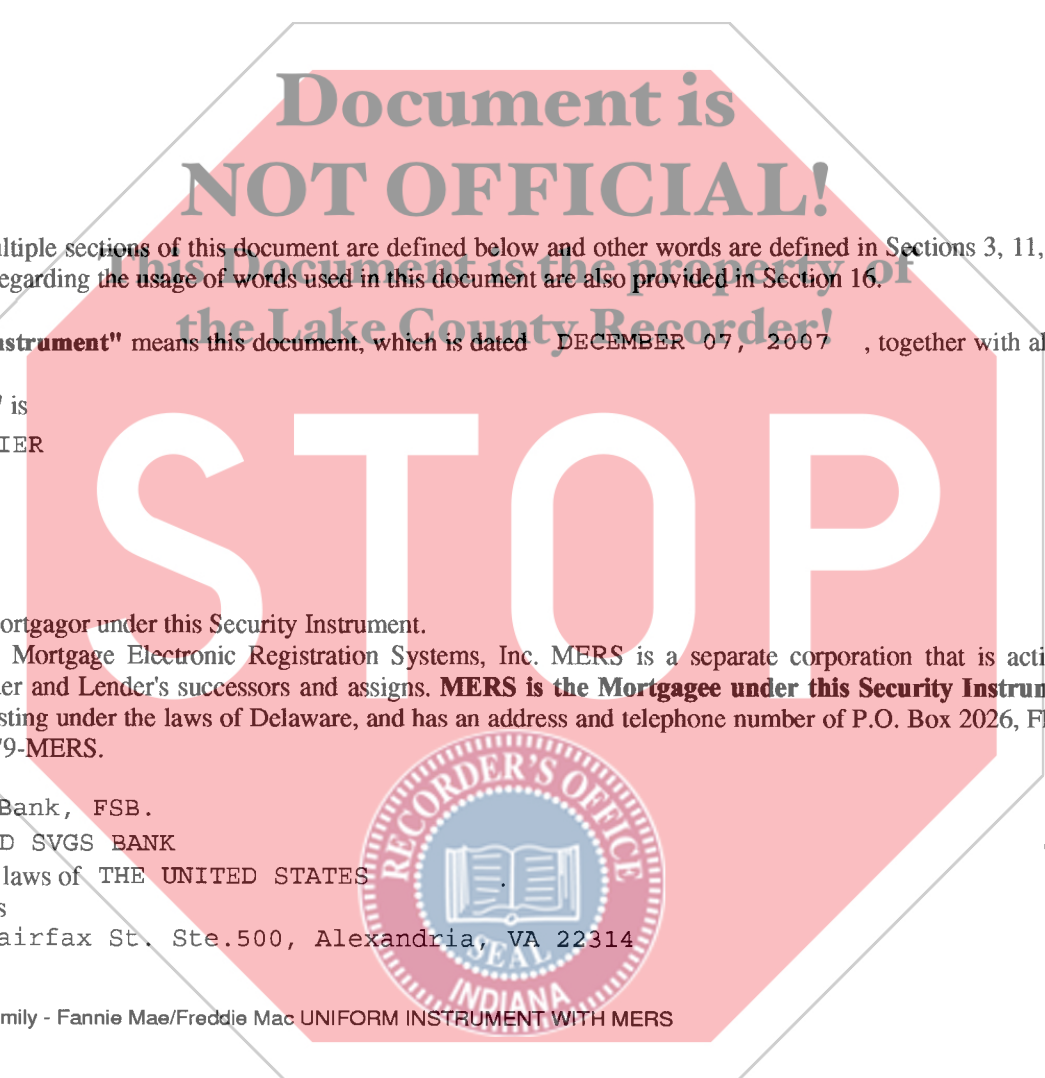 Document is
NOT OFFICIAL!
ultiple sections of this document are defined below and other words are defined in Sections 3, 11,
egarding the usage of words used in this document are also provided in Section 16.
This Document is the property of
the Lake County Recorder!
nstrument" means this document, which is dated DECEMBER 07, 2007 , together with al
" is
IER
STOP
ortgagor under this Security Instrument.
Mortgage Electronic Registration Systems, Inc. MERS is a separate corporation that is acti
er and Lender's successors and assigns. MERS is the Mortgagee under this Security Instrum
sting under the laws of Delaware, and has an address and telephone number of P.O. Box 2026, Fl
79-MERS.
Bank, FSB.
D SVGS BANK
laws of THE UNITED STATES .
s
airfax St. Ste.500, Alexandria, VA 22314
RECORDER'S OFFICE
SEAL
INDIANA
mily - Fannie Mae/Freddie Mac UNIFORM INSTRUMENT WITH MERS